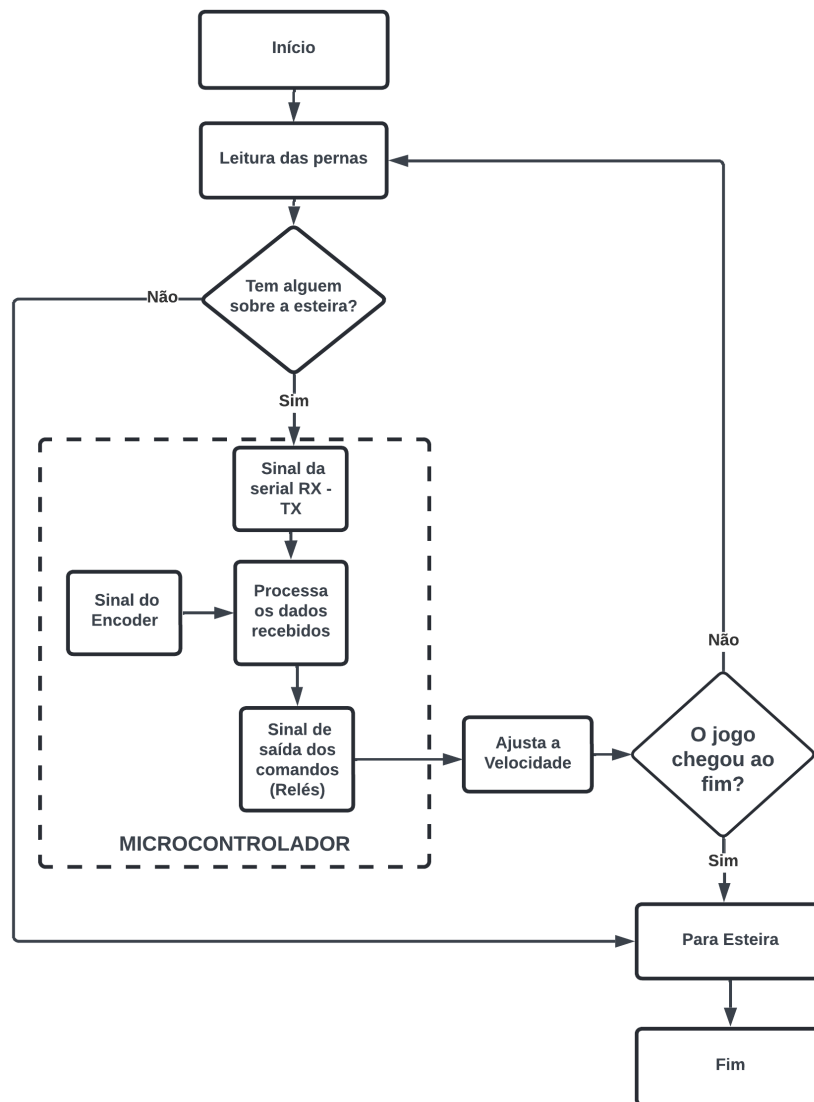 Início
Leitura das pernas
Tem alguem
sobre a esteira?
Não
Sim
Sinal da
serial RX -
TX
Sinal do
Encoder
Processa
os dados
recebidos
Sinal de
saída dos
comandos
(Relés)
MICROCONTROLADOR
Ajusta a
Velocidade
O jogo
chegou ao
fim?
Não
Sim
Para Esteira
Fim